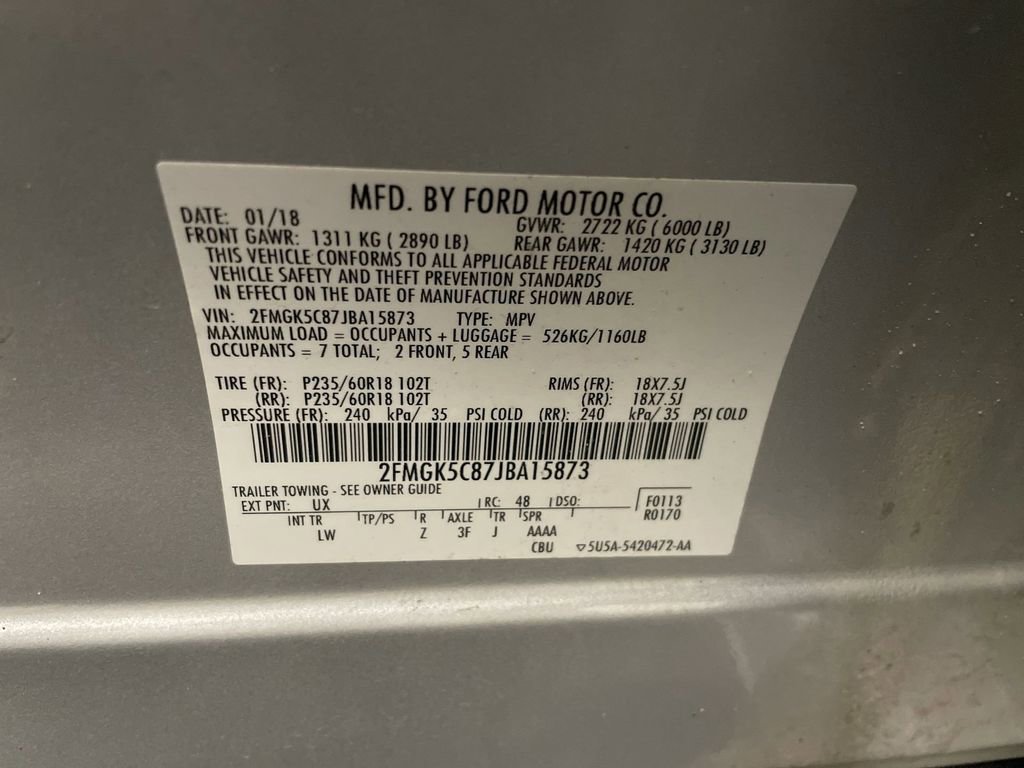 MFD. BY FORD MOTOR CO.
DATE: 01/18 GVWR: 2722 KG ( 6000 LB)
FRONT GAWR: 1311 KG ( 2890 LB) REAR GAWR: 1420 KG ( 3130 LB)
THIS VEHICLE CONFORMS TO ALL APPLICABLE FEDERAL MOTOR
VEHICLE SAFETY AND THEFT PREVENTION STANDARDS
IN EFFECT ON THE DATE OF MANUFACTURE SHOWN ABOVE.
VIN: 2FMGK5C87JBA15873 TYPE: MPV
MAXIMUM LOAD = OCCUPANTS + LUGGAGE = 526KG/1160LB
OCCUPANTS = 7 TOTAL; 2 FRONT, 5 REAR
TIRE (FR): P235/60R18 102T RIMS (FR): 18X7.5J
(RR): P235/60R18 102T (RR): 18X7.5J
PRESSURE (FR): 240 kPa/ 35 PSI COLD (RR): 240 kPa/ 35 PSI COLD
2FMGK5C87JBA15873
TRAILER TOWING - SEE OWNER GUIDE
EXT PNT: UX RC: 48 DSO: F0113
INT TR TP/PS R AXLE TR SPR R0170
LW Z 3F J AAAA
CBU ▽5U5A-5420472-AA